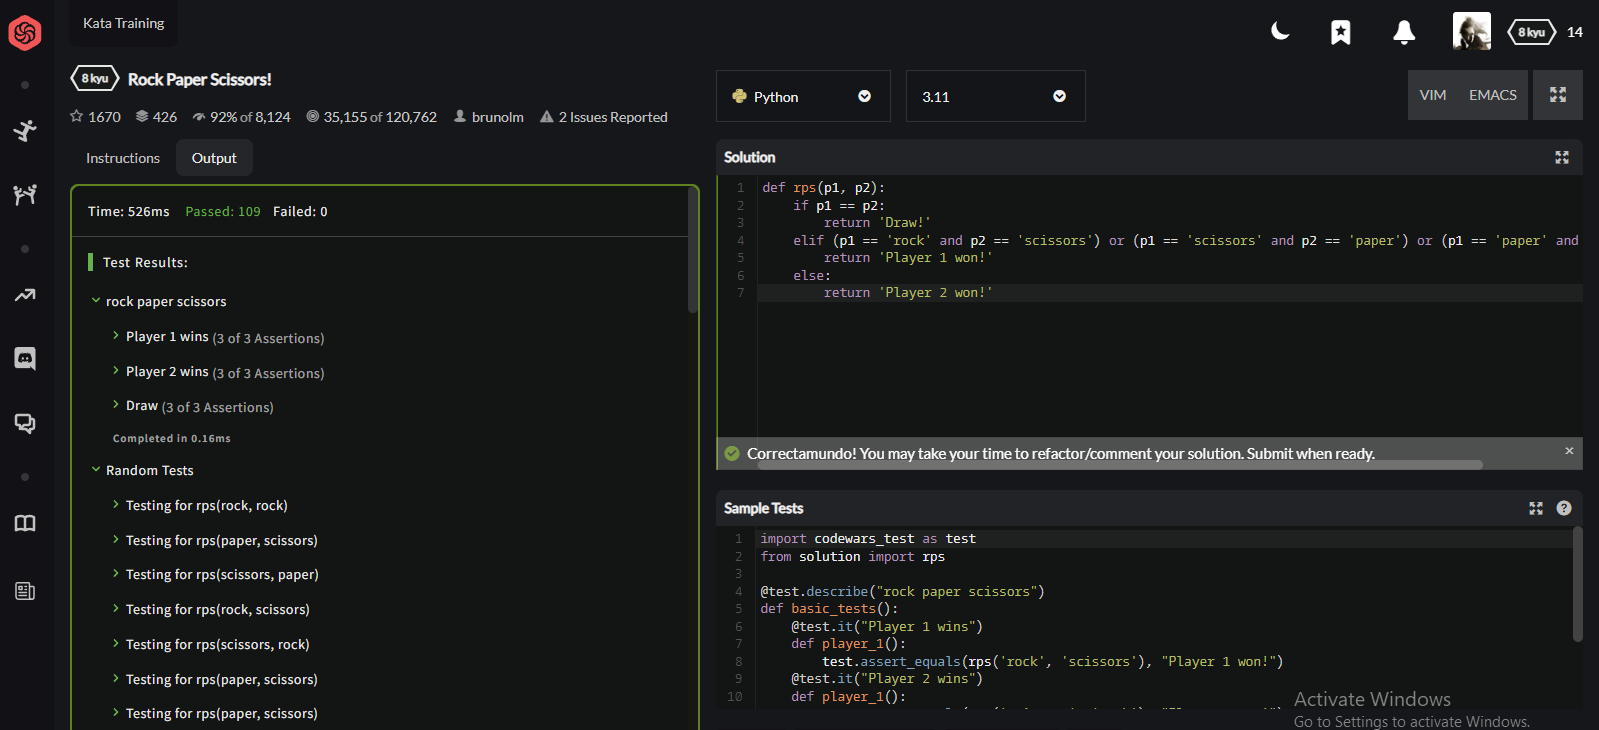 Kata Training
8 kyu 14
8 kyu Rock Paper Scissors!
1670 426 92% of 8,124 35,155 of 120,762 brunolm 2 Issues Reported
Instructions Output
Time: 526ms Passed: 109 Failed: 0
Test Results:
rock paper scissors
Player 1 wins (3 of 3 Assertions)
Player 2 wins (3 of 3 Assertions)
Draw (3 of 3 Assertions)
Completed in 0.16ms
Random Tests
Testing for rps(rock, rock)
Testing for rps(paper, scissors)
Testing for rps(scissors, paper)
Testing for rps(rock, scissors)
Testing for rps(scissors, rock)
Testing for rps(paper, scissors)
Testing for rps(paper, scissors)
Python 3.11 VIM EMACS
Solution
1 def rps(p1, p2):
2 if p1 == p2:
3 return 'Draw!'
4 elif (p1 == 'rock' and p2 == 'scissors') or (p1 == 'scissors' and p2 == 'paper') or (p1 == 'paper' and
5 return 'Player 1 won!'
6 else:
7 return 'Player 2 won!'
Correctamundo! You may take your time to refactor/comment your solution. Submit when ready. ×
Sample Tests ?
1 import codewars_test as test
2 from solution import rps
3
4 @test.describe("rock paper scissors")
5 def basic_tests():
6 @test.it("Player 1 wins")
7 def player_1():
8 test.assert_equals(rps('rock', 'scissors'), "Player 1 won!")
9 @test.it("Player 2 wins")
10 def player_1():
Activate Windows
Go to Settings to activate Windows.